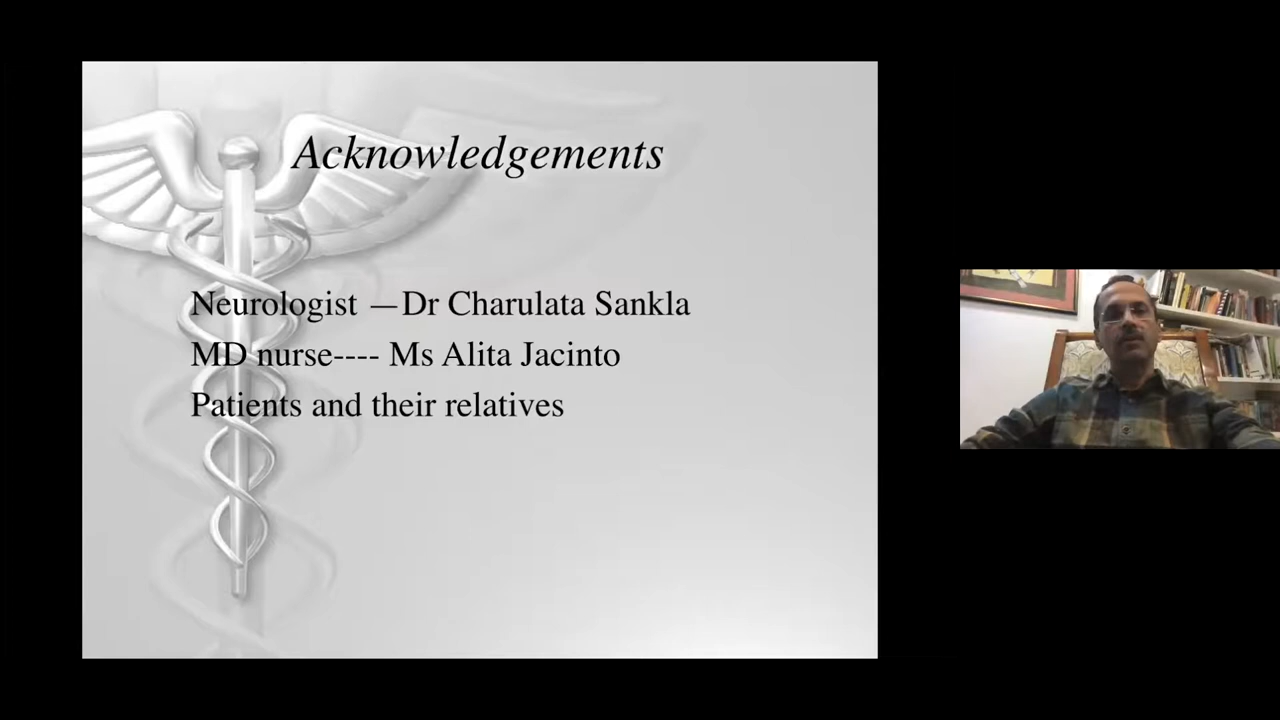 Acknowledgements
Neurologist —Dr Charulata Sankla
MD nurse---- Ms Alita Jacinto
Patients and their relatives